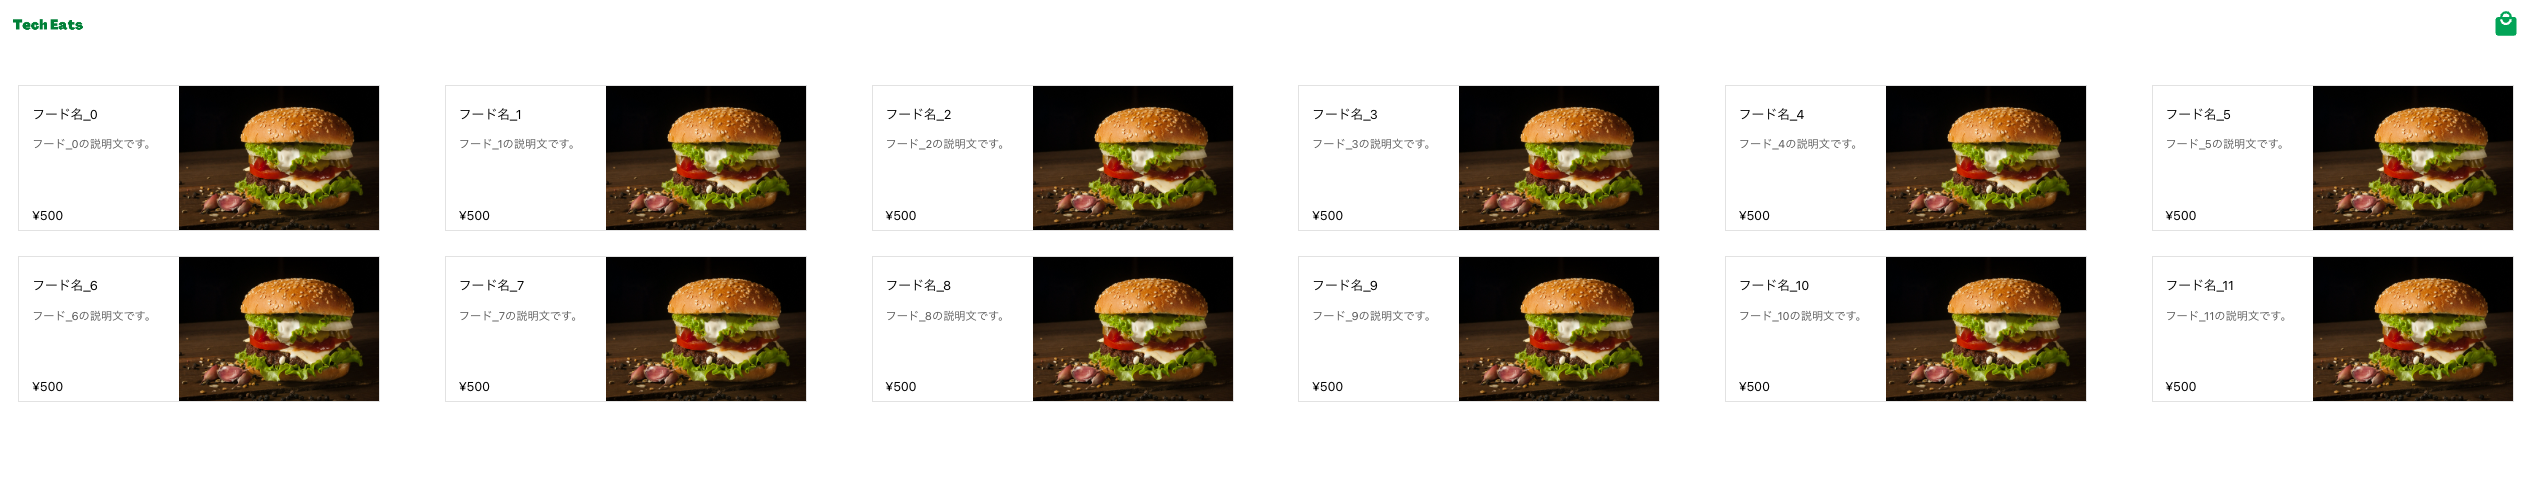 Tech Eats
フード名_0
フード_0の説明文です。
¥500
フード名_1
フード_1の説明文です。
¥500
フード名_2
フード_2の説明文です。
¥500
フード名_3
フード_3の説明文です。
¥500
フード名_4
フード_4の説明文です。
¥500
フード名_5
フード_5の説明文です。
¥500
フード名_6
フード_6の説明文です。
¥500
フード名_7
フード_7の説明文です。
¥500
フード名_8
フード_8の説明文です。
¥500
フード名_9
フード_9の説明文です。
¥500
フード名_10
フード_10の説明文です。
¥500
フード名_11
フード_11の説明文です。
¥500